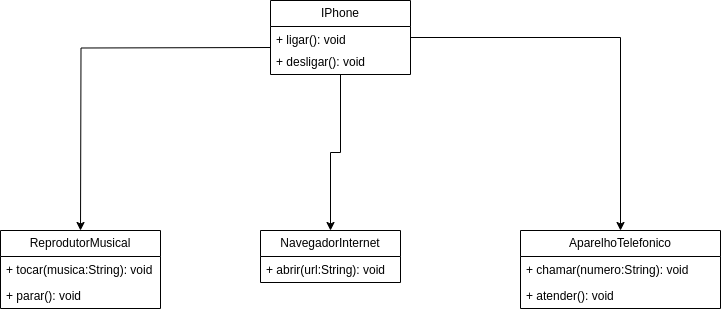 IPhone
+ ligar(): void
+ desligar(): void
ReprodutorMusical
+ tocar(musica:String): void
+ parar(): void
NavegadorInternet
+ abrir(url:String): void
AparelhoTelefonico
+ chamar(numero:String): void
+ atender(): void